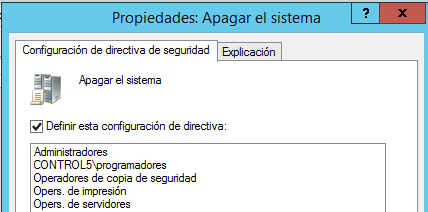 Propiedades: Apagar el sistema
?
x
Configuración de directiva de seguridad
Explicación
Apagar el sistema
Definir esta configuración de directiva:
Administradores
CONTROL5\programadores
Operadores de copia de seguridad
Opers. de impresión
Opers. de servidores